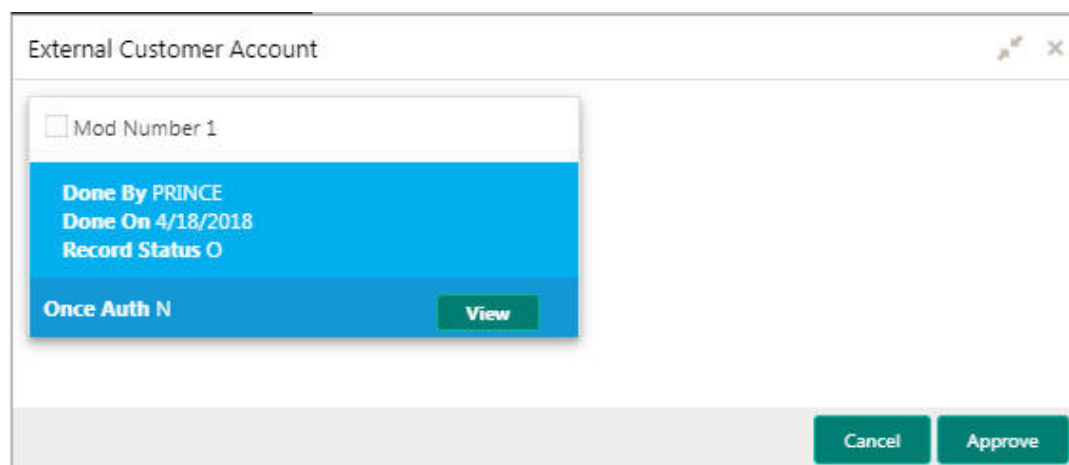 External Customer Account
Mod Number 1
Done By PRINCE
Done On 4/18/2018
Record Status O
Once Auth N
View
Cancel
Approve